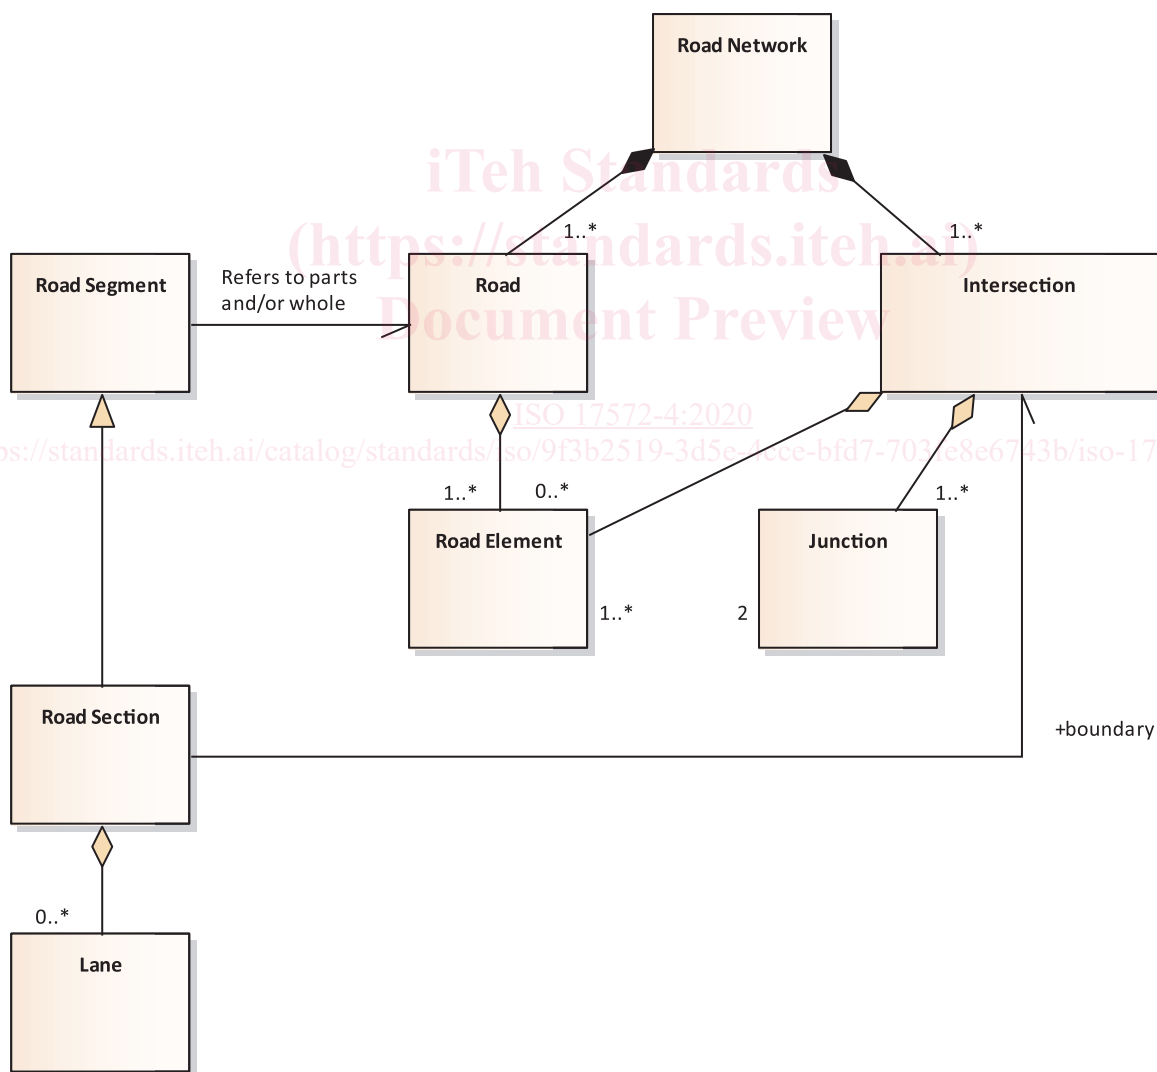 Road Network
iTeh Standards
(https://standards.iteh.ai)
Document Preview
1..*
1..*
Road Segment
Refers to parts
and/or whole
Road
Intersection
ISO 17572-4:2020
1..*
0..*
1..*
Road Element
Junction
1..*
2
Road Section
+boundary
0..*
Lane